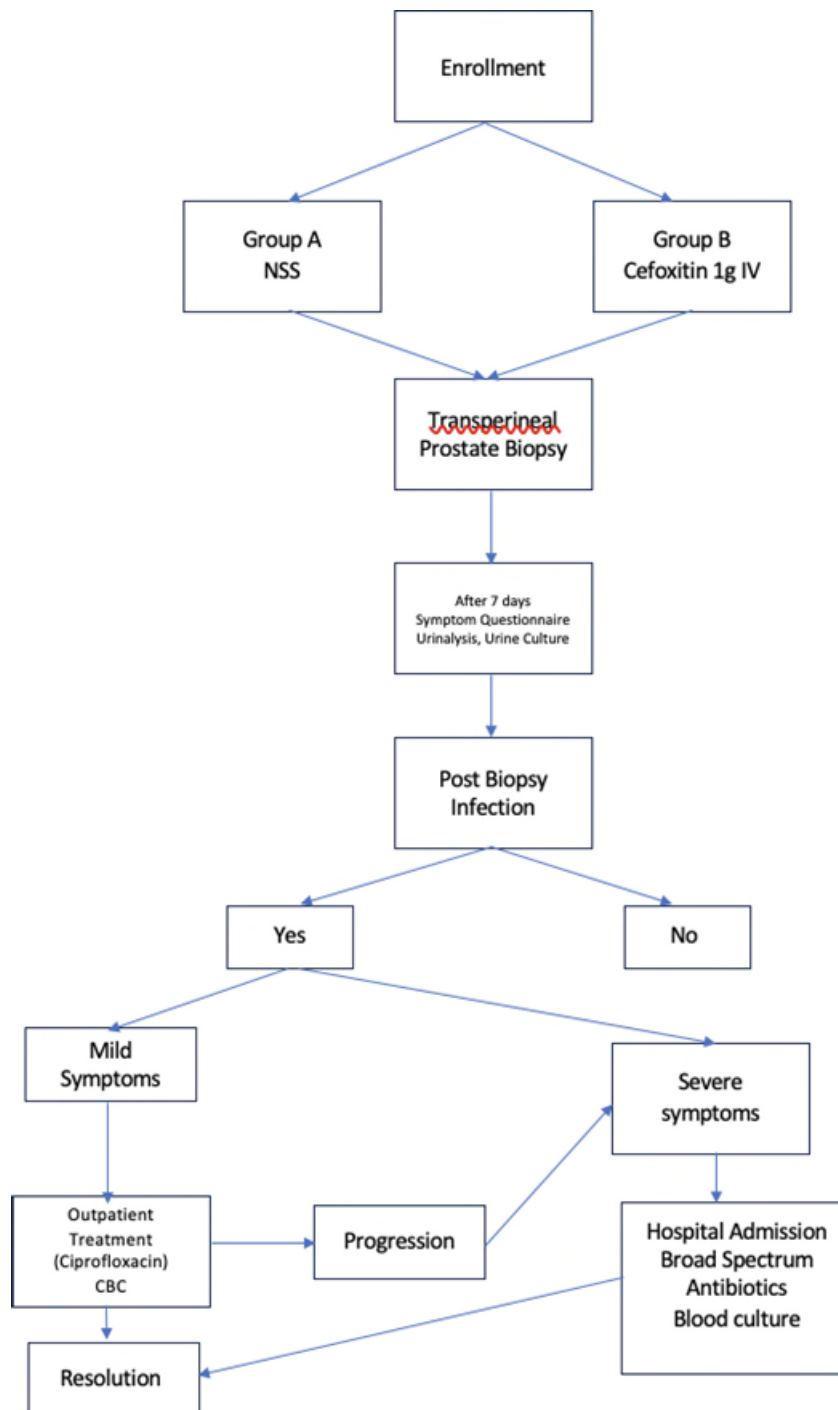 Enrollment
Group A
NSS
Group B
Cefoxitin 1g IV
Transperineal
Prostate Biopsy
After 7 days
Symptom Questionnaire
Urinalysis, Urine Culture
Post Biopsy
Infection
Yes
No
Mild
Symptoms
Severe
symptoms
Outpatient
Treatment
(Ciprofloxacin)
CBC
Progression
Hospital Admission
Broad Spectrum
Antibiotics
Blood culture
Resolution